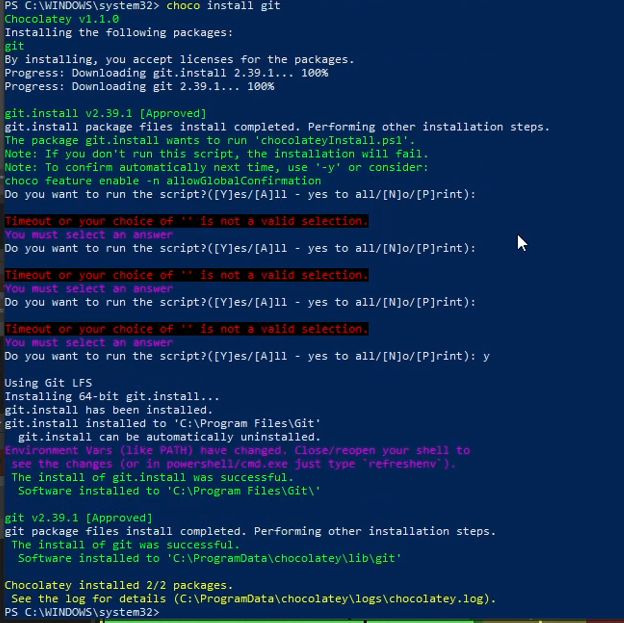 PS C:\WINDOWS\system32> choco install git
Chocolatey v1.1.0
Installing the following packages:
git
By installing, you accept licenses for the packages.
Progress: Downloading git.install 2.39.1... 100%
Progress: Downloading git 2.39.1... 100%
git.install v2.39.1 [Approved]
git.install package files install completed. Performing other installation steps.
The package git.install wants to run 'chocolateyInstall.ps1'.
Note: If you don't run this script, the installation will fail.
Note: To confirm automatically next time, use '-y' or consider:
choco feature enable -n allowGlobalConfirmation
Do you want to run the script?([Y]es/[A]ll - yes to all/[N]o/[P]rint):
Timeout or your choice of '' is not a valid selection.
You must select an answer
Do you want to run the script?([Y]es/[A]ll - yes to all/[N]o/[P]rint):
Timeout or your choice of '' is not a valid selection.
You must select an answer
Do you want to run the script?([Y]es/[A]ll - yes to all/[N]o/[P]rint):
Timeout or your choice of '' is not a valid selection.
You must select an answer
Do you want to run the script?([Y]es/[A]ll - yes to all/[N]o/[P]rint): y
Using Git LFS
Installing 64-bit git.install...
git.install has been installed.
git.install installed to 'C:\Program Files\Git'
git.install can be automatically uninstalled.
Environment Vars (like PATH) have changed. Close/reopen your shell to
see the changes (or in powershell/cmd.exe just type `refreshenv`).
The install of git.install was successful.
Software installed to 'C:\Program Files\Git\'
git v2.39.1 [Approved]
git package files install completed. Performing other installation steps.
The install of git was successful.
Software installed to 'C:\ProgramData\chocolatey\lib\git'
Chocolatey installed 2/2 packages.
See the log for details (C:\ProgramData\chocolatey\logs\chocolatey.log).
PS C:\WINDOWS\system32>